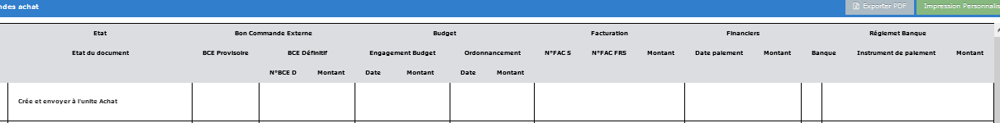 ndes achat
Exporter PDF
Impression Personnalis
Etat Bon Commande Externe Budget Facturation Financiers Réglemet Banque
Etat du document BCE Provisoire BCE Définitif Engagement Budget Ordonnancement N°FAC S N°FAC FRS Montant Date paiement Montant Banque Instrument de paiement Montant
N°BCE D Montant Date Montant Date Montant
Crée et envoyer à l'unite Achat